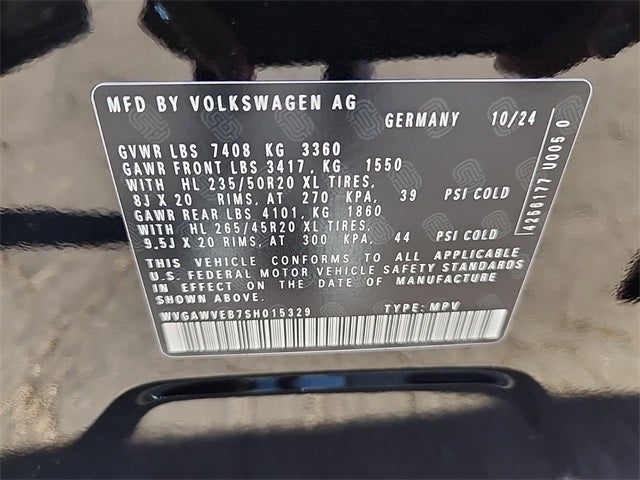 MFD BY VOLKSWAGEN AG
GERMANY 10/24
GVWR LBS 7408 KG 3360
GAWR FRONT LBS 3417, KG 1550
WITH HL 235/50R20 XL TIRES,
8J X 20 RIMS, AT 270 KPA, 39 PSI COLD
GAWR REAR LBS 4101, KG 1860
WITH HL 265/45R20 XL TIRES,
9.5J X 20 RIMS, AT 300 KPA, 44 PSI COLD
THIS VEHICLE CONFORMS TO ALL APPLICABLE
U.S. FEDERAL MOTOR VEHICLE SAFETY STANDARDS
IN EFFECT ON THE DATE OF MANUFACTURE
SHOWN ABOVE.
WVGAWVEB7SH015329 TYPE: MPV
4256177 U005 0